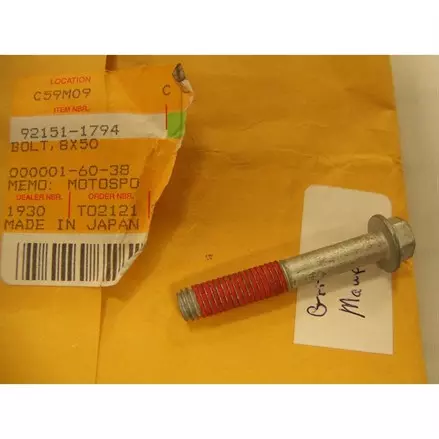 LOCATION
C59M09 C
ITEM NBR.
92151-1794
BOLT, 8X50
000001-60-38
MEMO: MOTOSPO
DEALER NBR. ORDER NBR.
1930 T02121
MADE IN JAPAN